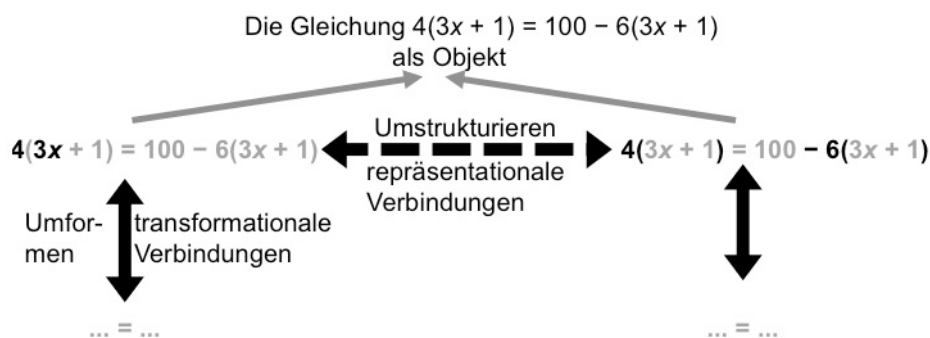 Die Gleichung 4(3x + 1) = 100 − 6(3x + 1)
als Objekt
4(3x + 1) = 100 − 6(3x + 1)
Umstrukturieren
repräsentationale
Verbindungen
4(3x + 1) = 100 − 6(3x + 1)
Umfor-
men
transformationale
Verbindungen
... = ...
... = ...